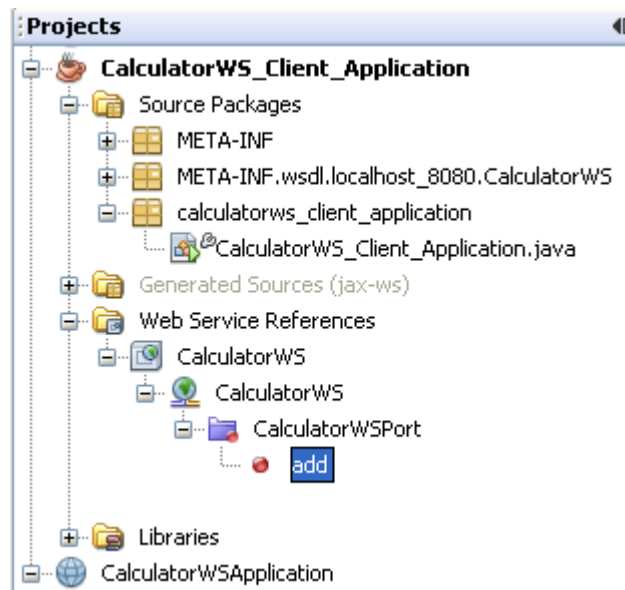 Projects
CalculatorWS_Client_Application
Source Packages
META-INF
META-INF.wsdl.localhost_8080.CalculatorWS
calculatorws_client_application
CalculatorWS_Client_Application.java
Generated Sources (jax-ws)
Web Service References
CalculatorWS
CalculatorWS
CalculatorWSPort
add
Libraries
CalculatorWSApplication